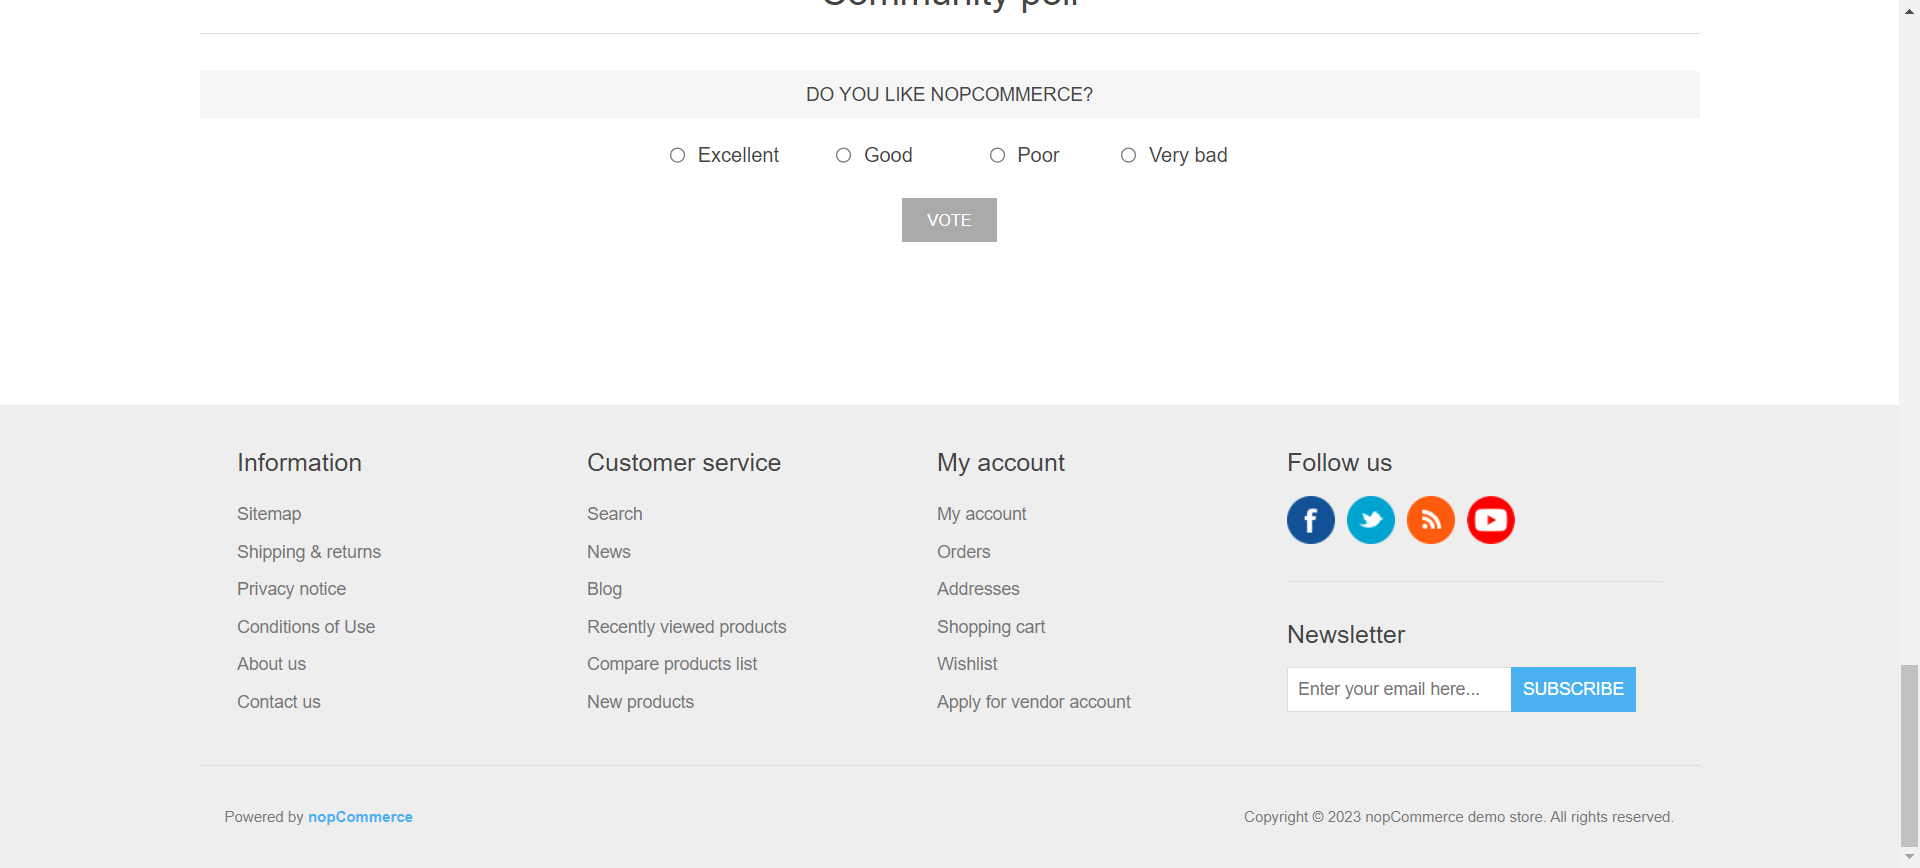 Community poll
DO YOU LIKE NOPCOMMERCE?
Excellent
Good
Poor
Very bad
VOTE
Information
Sitemap
Shipping & returns
Privacy notice
Conditions of Use
About us
Contact us
Customer service
Search
News
Blog
Recently viewed products
Compare products list
New products
My account
My account
Orders
Addresses
Shopping cart
Wishlist
Apply for vendor account
Follow us
f
Newsletter
Enter your email here...
SUBSCRIBE
Powered by nopCommerce
Copyright © 2023 nopCommerce demo store. All rights reserved.